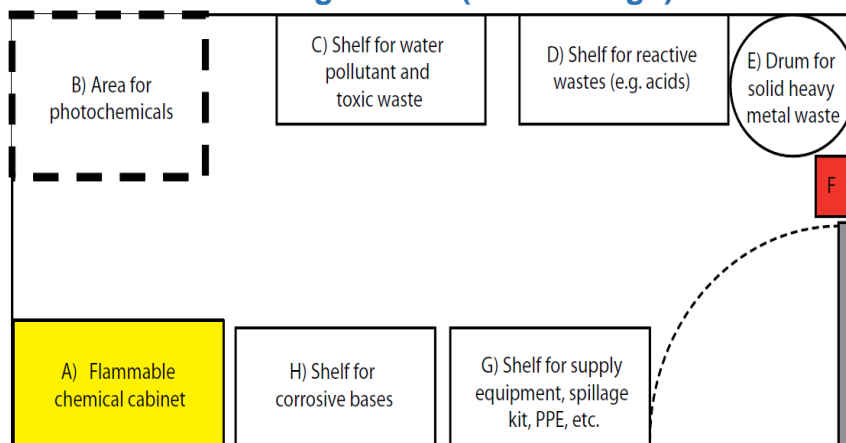 B) Area for
photochemicals
C) Shelf for water
pollutant and
toxic waste
D) Shelf for reactive
wastes (e.g. acids)
E) Drum for
solid heavy
metal waste
F
A) Flammable
chemical cabinet
H) Shelf for
corrosive bases
G) Shelf for supply
equipment, spillage
kit, PPE, etc.